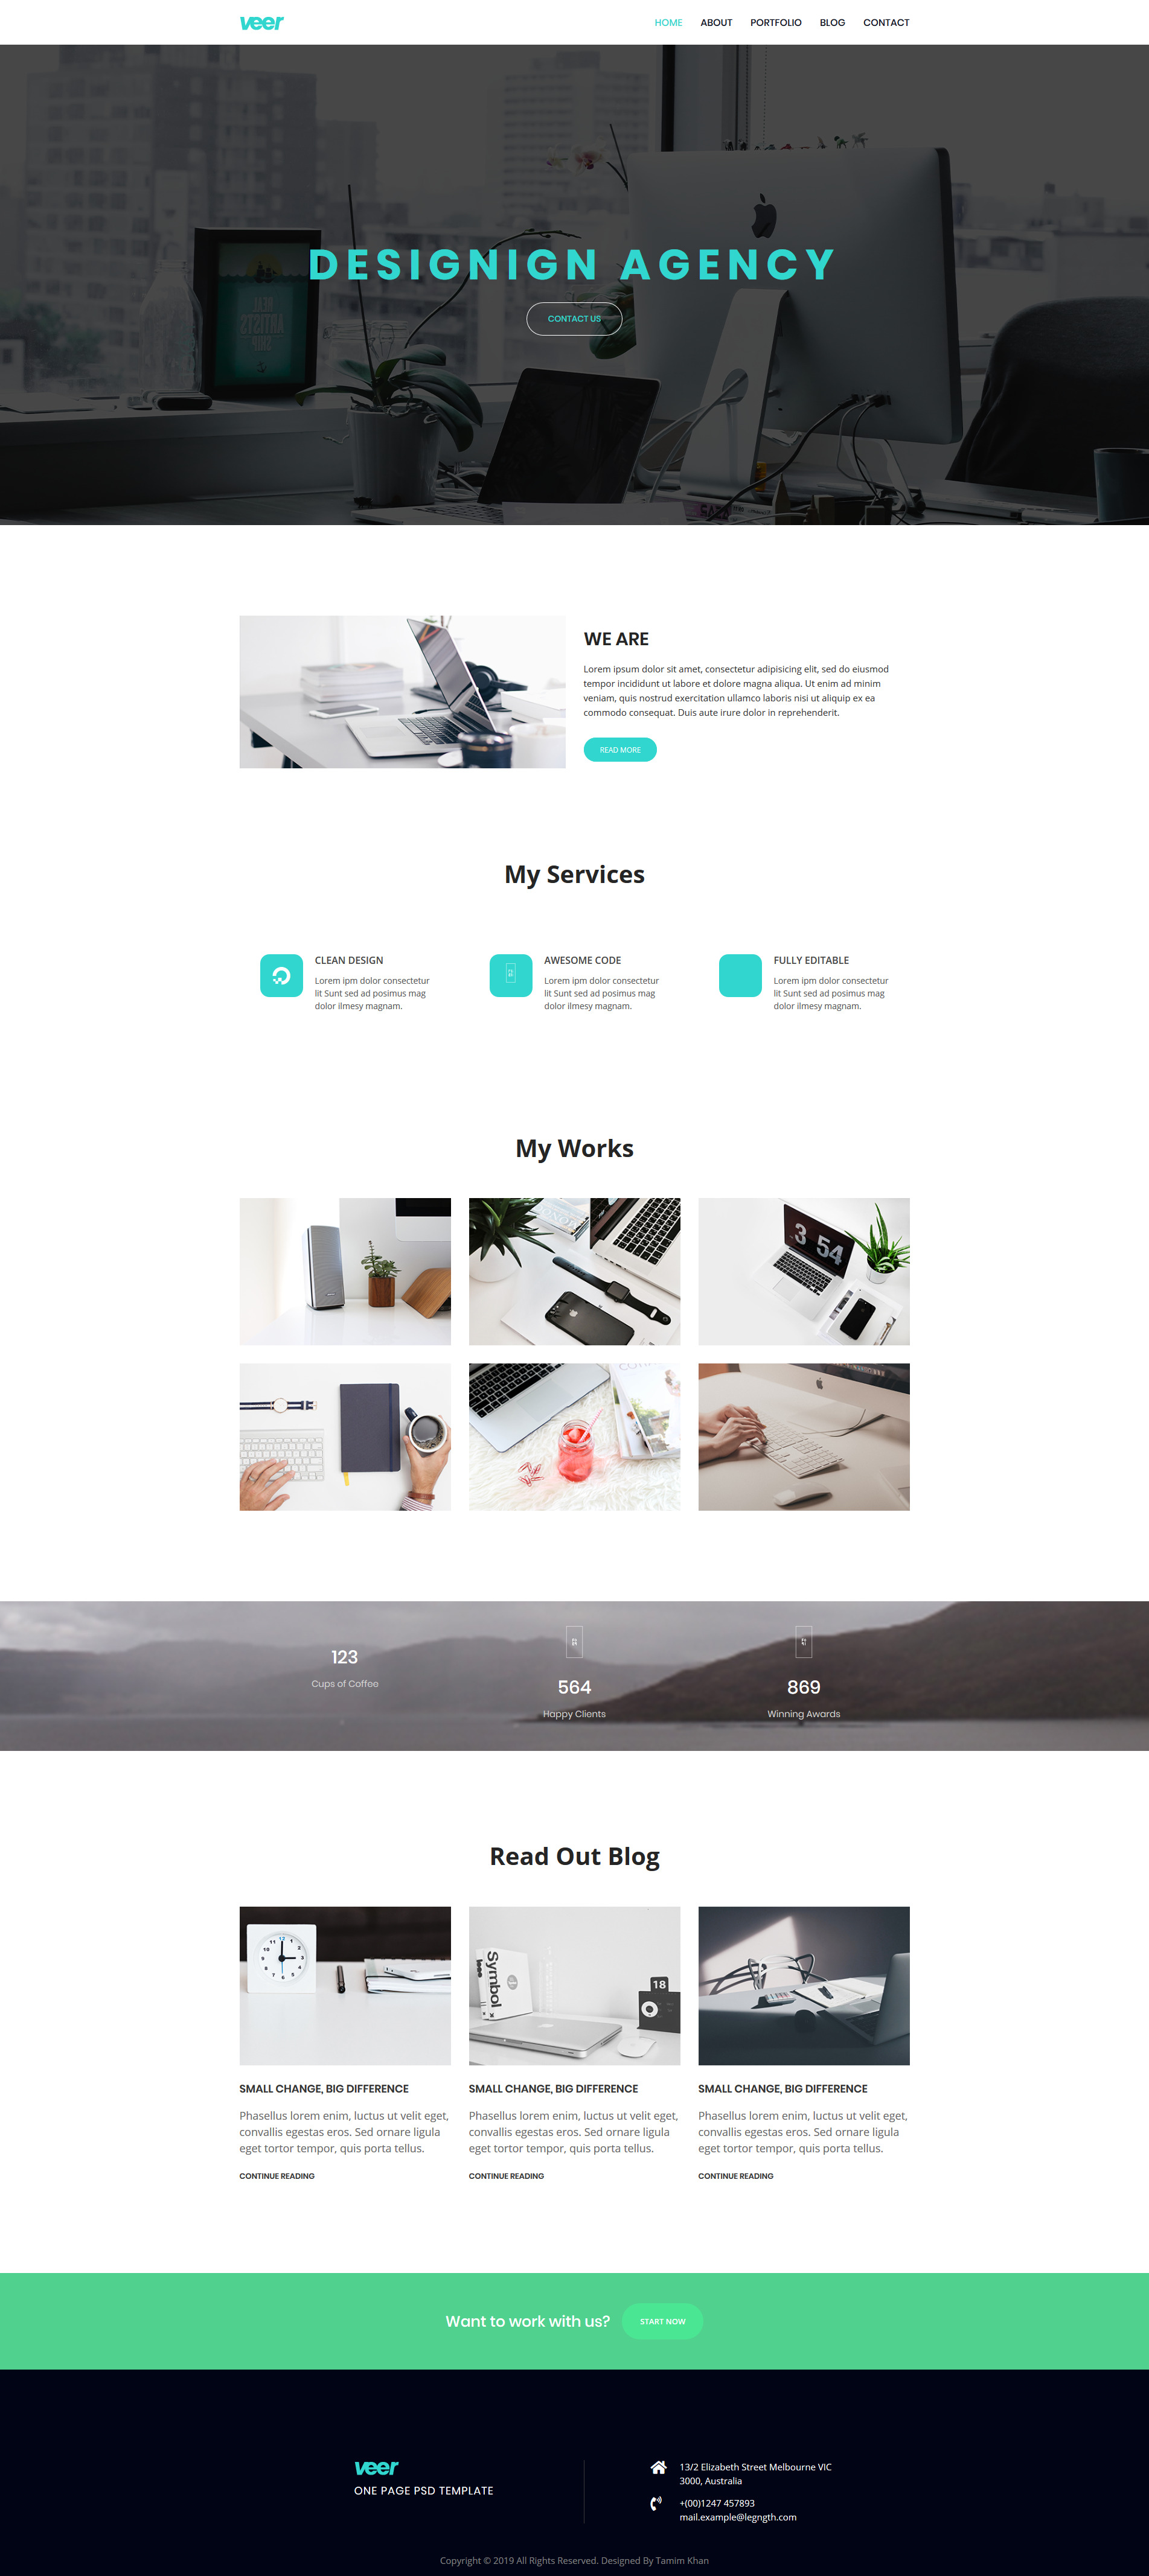 veer
HOME ABOUT PORTFOLIO BLOG CONTACT
DESIGNIGN AGENCY
CONTACT US
WE ARE
Lorem ipsum dolor sit amet, consectetur adipisicing elit, sed do eiusmod
tempor incididunt ut labore et dolore magna aliqua. Ut enim ad minim
veniam, quis nostrud exercitation ullamco laboris nisi ut aliquip ex ea
commodo consequat. Duis aute irure dolor in reprehenderit.
READ MORE
My Services
CLEAN DESIGN
Lorem ipm dolor consectetur
lit Sunt sed ad posimus mag
dolor ilmesy magnam.
AWESOME CODE
Lorem ipm dolor consectetur
lit Sunt sed ad posimus mag
dolor ilmesy magnam.
FULLY EDITABLE
Lorem ipm dolor consectetur
lit Sunt sed ad posimus mag
dolor ilmesy magnam.
My Works
3 54
123
Cups of Coffee
564
Happy Clients
869
Winning Awards
Read Out Blog
Symbol
18
SMALL CHANGE, BIG DIFFERENCE
Phasellus lorem enim, luctus ut velit eget,
convallis egestas eros. Sed ornare ligula
eget tortor tempor, quis porta tellus.
CONTINUE READING
SMALL CHANGE, BIG DIFFERENCE
Phasellus lorem enim, luctus ut velit eget,
convallis egestas eros. Sed ornare ligula
eget tortor tempor, quis porta tellus.
CONTINUE READING
SMALL CHANGE, BIG DIFFERENCE
Phasellus lorem enim, luctus ut velit eget,
convallis egestas eros. Sed ornare ligula
eget tortor tempor, quis porta tellus.
CONTINUE READING
Want to work with us?
START NOW
veer
ONE PAGE PSD TEMPLATE
13/2 Elizabeth Street Melbourne VIC
3000, Australia
+(00)1247 457893
mail.example@legngth.com
Copyright © 2019 All Rights Reserved. Designed By Tamim Khan